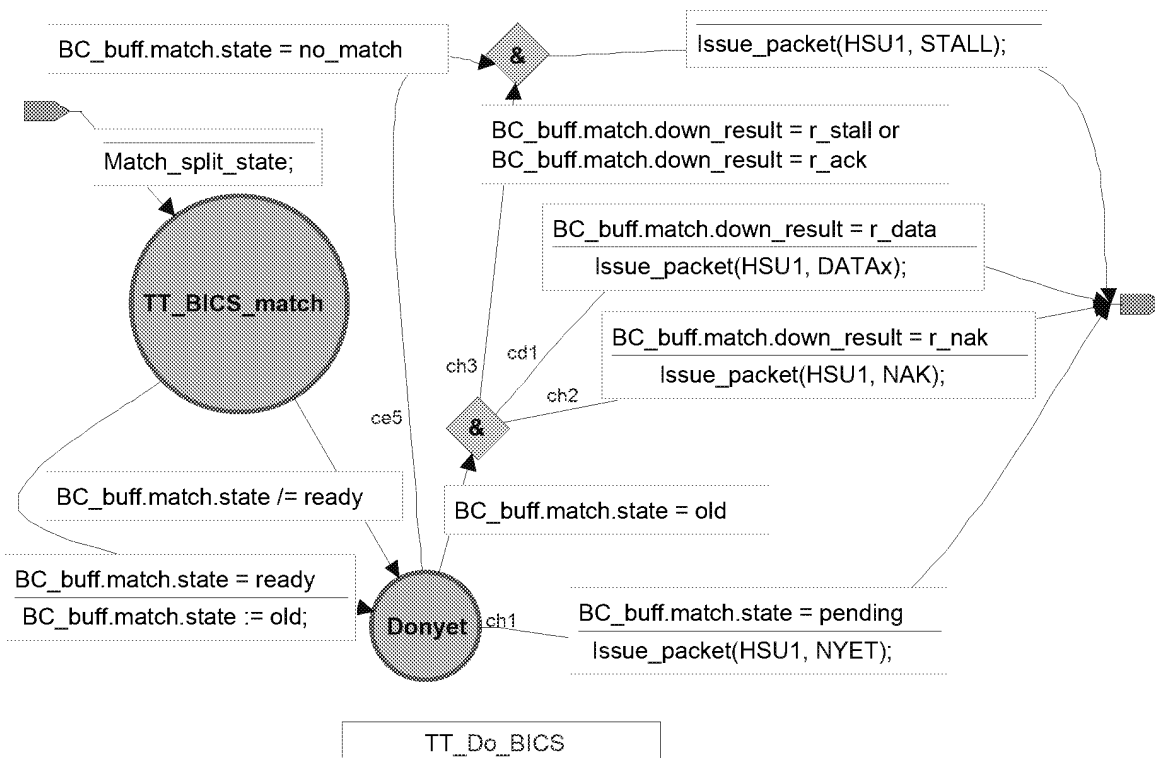 BC_buff.match.state = no_match
&
Issue_packet(HSU1, STALL);
BC_buff.match.down_result = r_stall or
BC_buff.match.down_result = r_ack
Match_split_state;
BC_buff.match.down_result = r_data
Issue_packet(HSU1, DATAx);
TT_BICS_match
BC_buff.match.down_result = r_nak
Issue_packet(HSU1, NAK);
ch3
cd1
ch2
ce5
&
BC_buff.match.state /= ready
BC_buff.match.state = old
BC_buff.match.state = ready
BC_buff.match.state := old;
Donyet
ch1
BC_buff.match.state = pending
Issue_packet(HSU1, NYET);
TT_Do_BICS